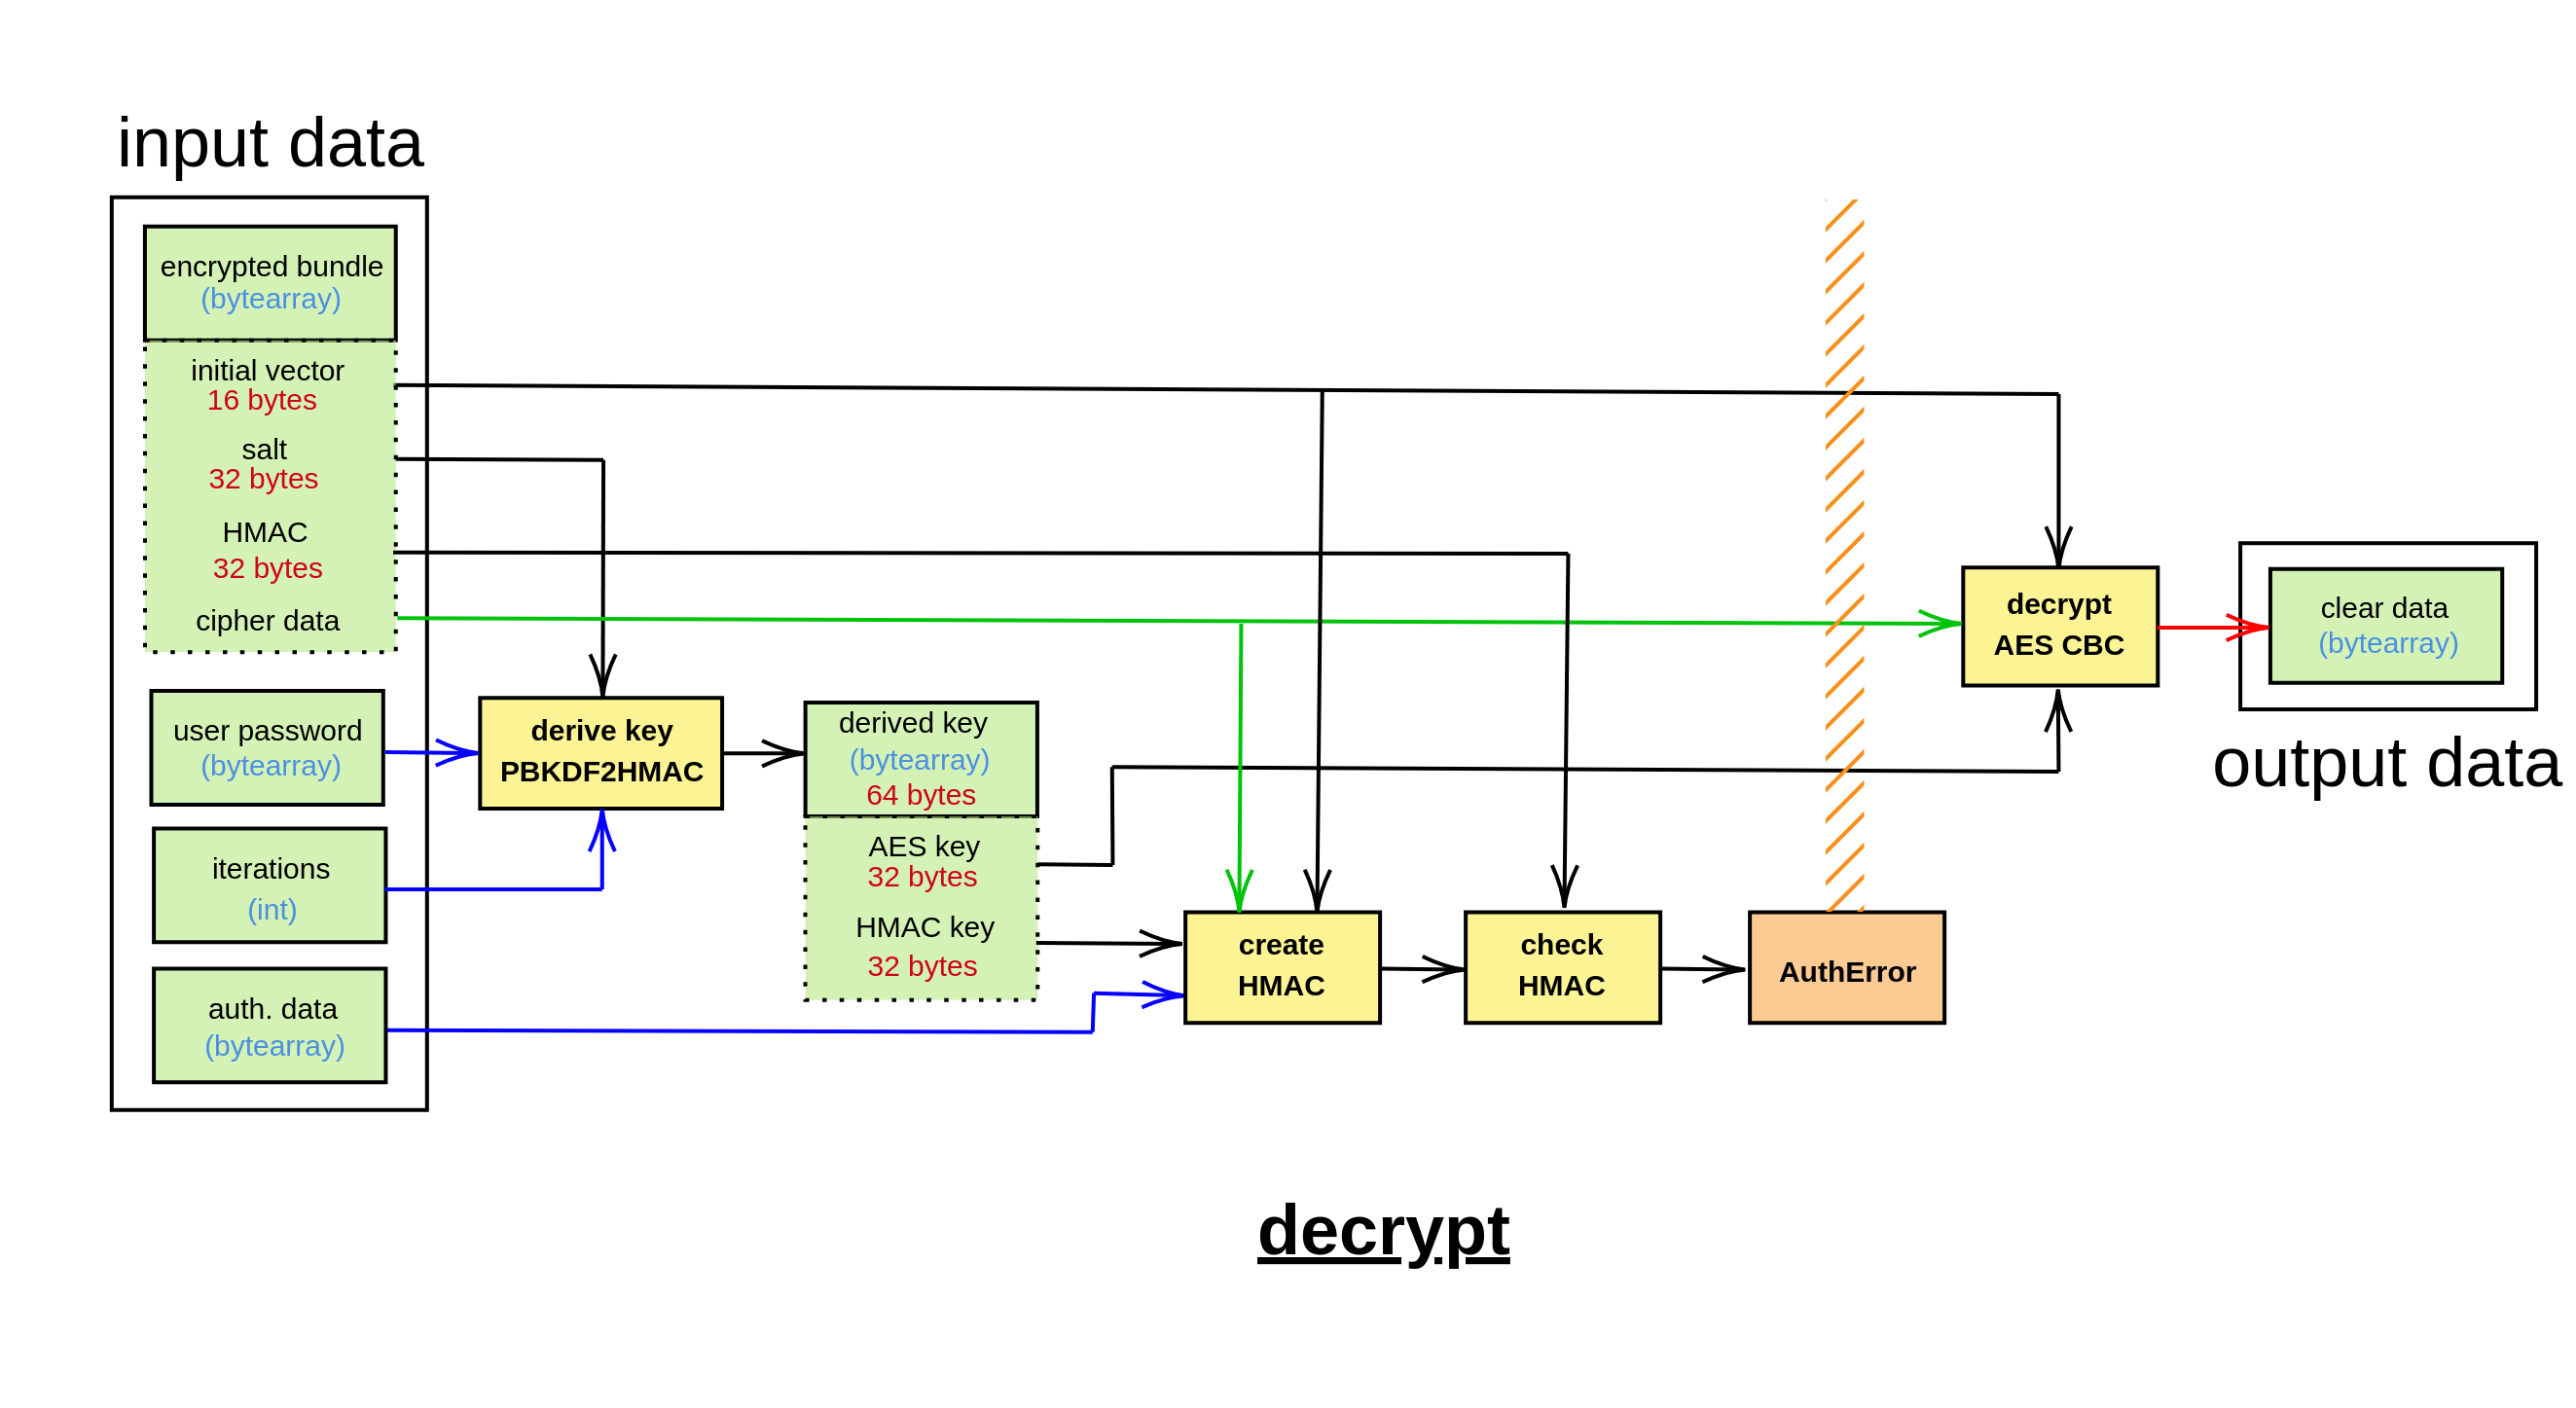 input data
encrypted bundle
(bytearray)
initial vector
16 bytes
salt
32 bytes
HMAC
32 bytes
cipher data
user password
(bytearray)
iterations
(int)
auth. data
(bytearray)
derive key
PBKDF2HMAC
derived key
(bytearray)
64 bytes
AES key
32 bytes
HMAC key
32 bytes
create
HMAC
check
HMAC
AuthError
decrypt
AES CBC
clear data
(bytearray)
output data
decrypt